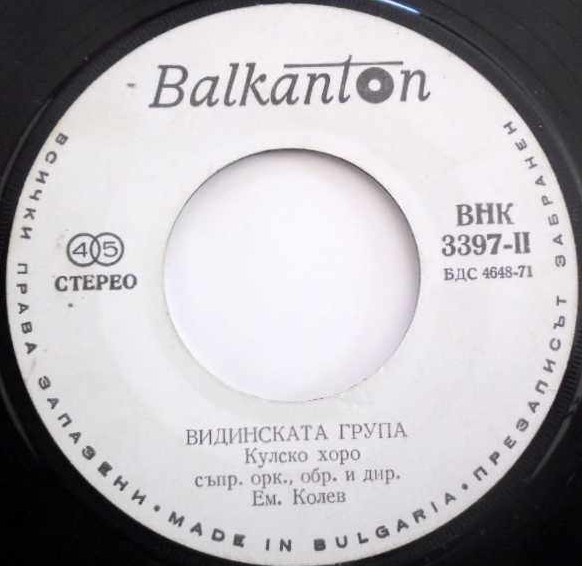 Balkanton
45
СТЕРЕО
ВНК
3397-II
БДС 4648-71
ВИДИНСКАТА ГРУПА
Кулско хоро
съпр. орк., обр. и дир.
Ем. Колев
ВСИЧКИ ПРАВА ЗАПАЗЕНИ • MADE IN BULGARIA • ПРЕЗАПИСЪТ ЗАБРАНЕН